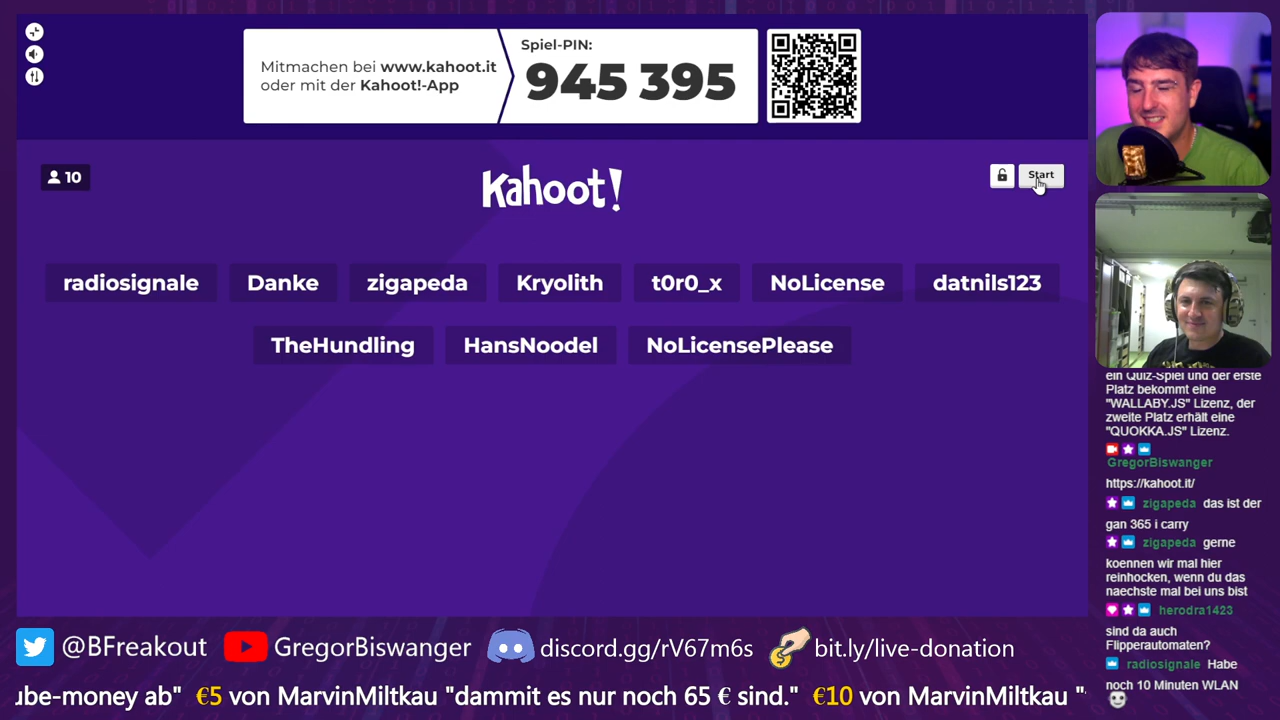 Mitmachen bei www.kahoot.it
oder mit der Kahoot!-App
Spiel-PIN:
945 395
10
Kahoot!
Start
radiosignale Danke zigapeda Kryolith t0r0_x NoLicense datnils123
TheHundling HansNoodel NoLicensePlease
ein Quiz-Spiel und der erste
Platz bekommt eine
"WALLABY.JS" Lizenz, der
zweite Platz erhält eine
"QUOKKA.JS" Lizenz.
GregorBiswanger
https://kahoot.it/
zigapeda das ist der
gan 365 i carry
zigapeda gerne
koennen wir mal hier
reinhocken, wenn du das
naechste mal bei uns bist
herodra1423
sind da auch
Flipperautomaten?
radiosignale Habe
noch 10 Minuten WLAN
@BFreakout GregorBiswanger discord.gg/rV67m6s bit.ly/live-donation
ube-money ab" €5 von MarvinMiltkau "dammit es nur noch 65 € sind." €10 von MarvinMiltkau "